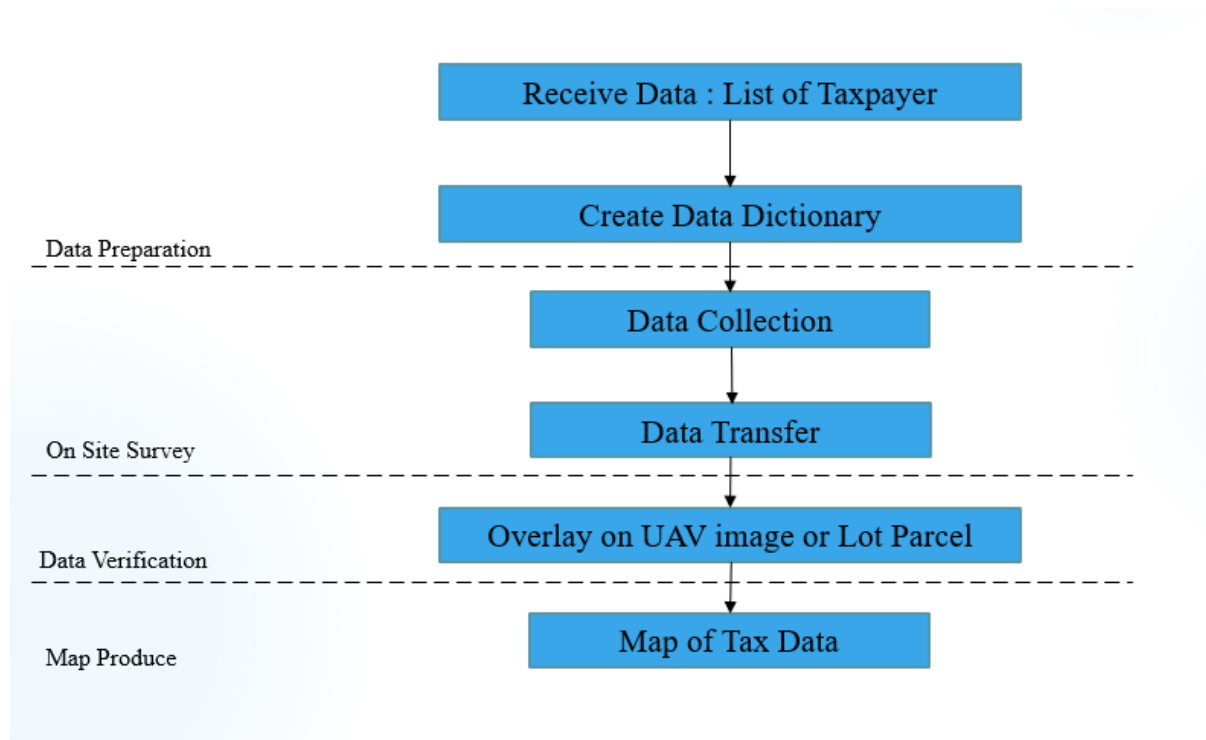 Receive Data : List of Taxpayer
Create Data Dictionary
Data Preparation
Data Collection
Data Transfer
On Site Survey
Overlay on UAV image or Lot Parcel
Data Verification
Map of Tax Data
Map Produce